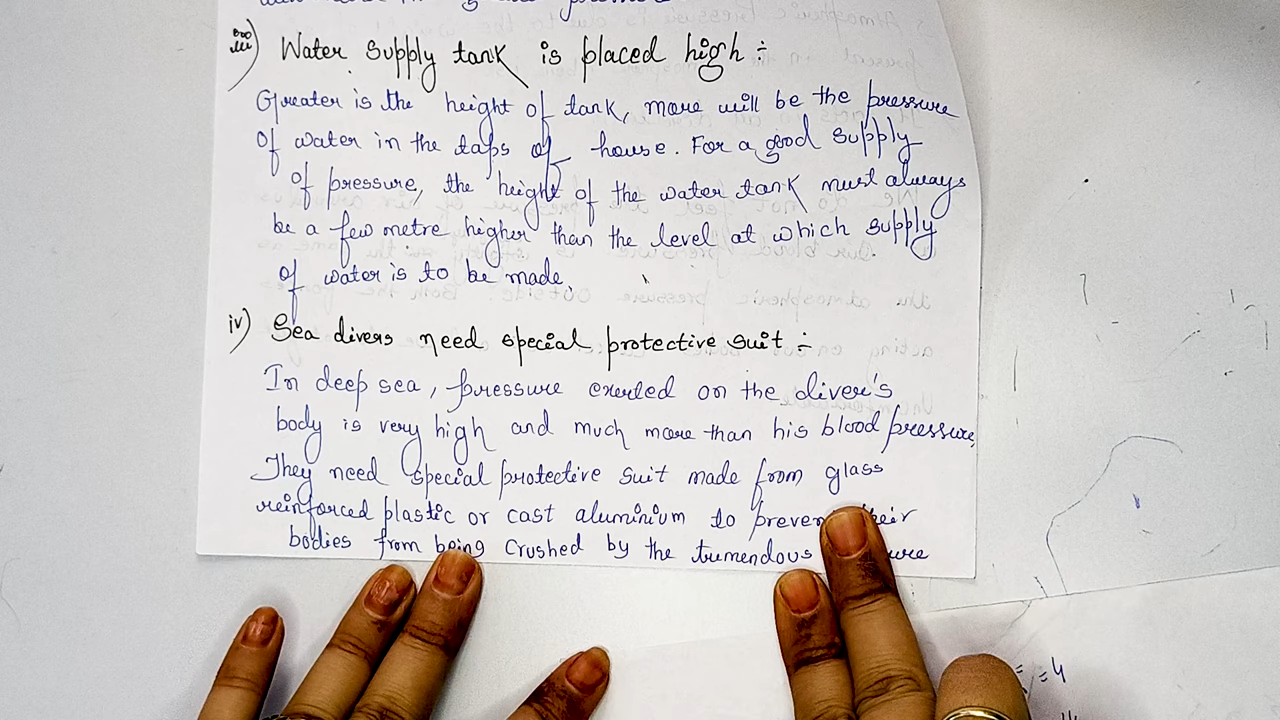 iii) Water supply tank is placed high :-
Greater is the height of tank, more will be the pressure
of water in the taps of house. For a good supply
of pressure, the height of the water tank must always
be a few metre higher than the level at which supply
of water is to be made.
iv) Sea divers need special protective suit :-
In deep sea, pressure exerted on the diver's
body is very high and much more than his blood pressure.
They need special protective suit made from glass
reinforced plastic or cast aluminium to prevent their
bodies from being crushed by the tremendous
= 4